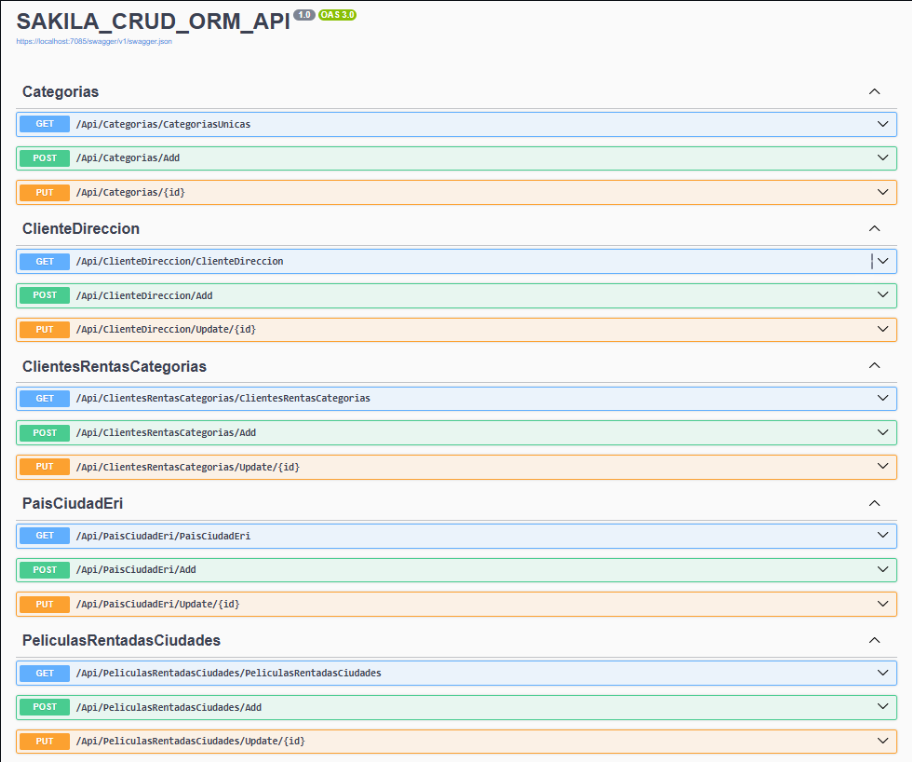 SAKILA_CRUD_ORM_API 1.0 OAS 3.0
https://localhost:7085/swagger/v1/swagger.json
Categorias
GET /Api/Categorias/CategoriasUnicas
POST /Api/Categorias/Add
PUT /Api/Categorias/{id}
ClienteDireccion
GET /Api/ClienteDireccion/ClienteDireccion
POST /Api/ClienteDireccion/Add
PUT /Api/ClienteDireccion/Update/{id}
ClientesRentasCategorias
GET /Api/ClientesRentasCategorias/ClientesRentasCategorias
POST /Api/ClientesRentasCategorias/Add
PUT /Api/ClientesRentasCategorias/Update/{id}
PaisCiudadEri
GET /Api/PaisCiudadEri/PaisCiudadEri
POST /Api/PaisCiudadEri/Add
PUT /Api/PaisCiudadEri/Update/{id}
PeliculasRentadasCiudades
GET /Api/PeliculasRentadasCiudades/PeliculasRentadasCiudades
POST /Api/PeliculasRentadasCiudades/Add
PUT /Api/PeliculasRentadasCiudades/Update/{id}